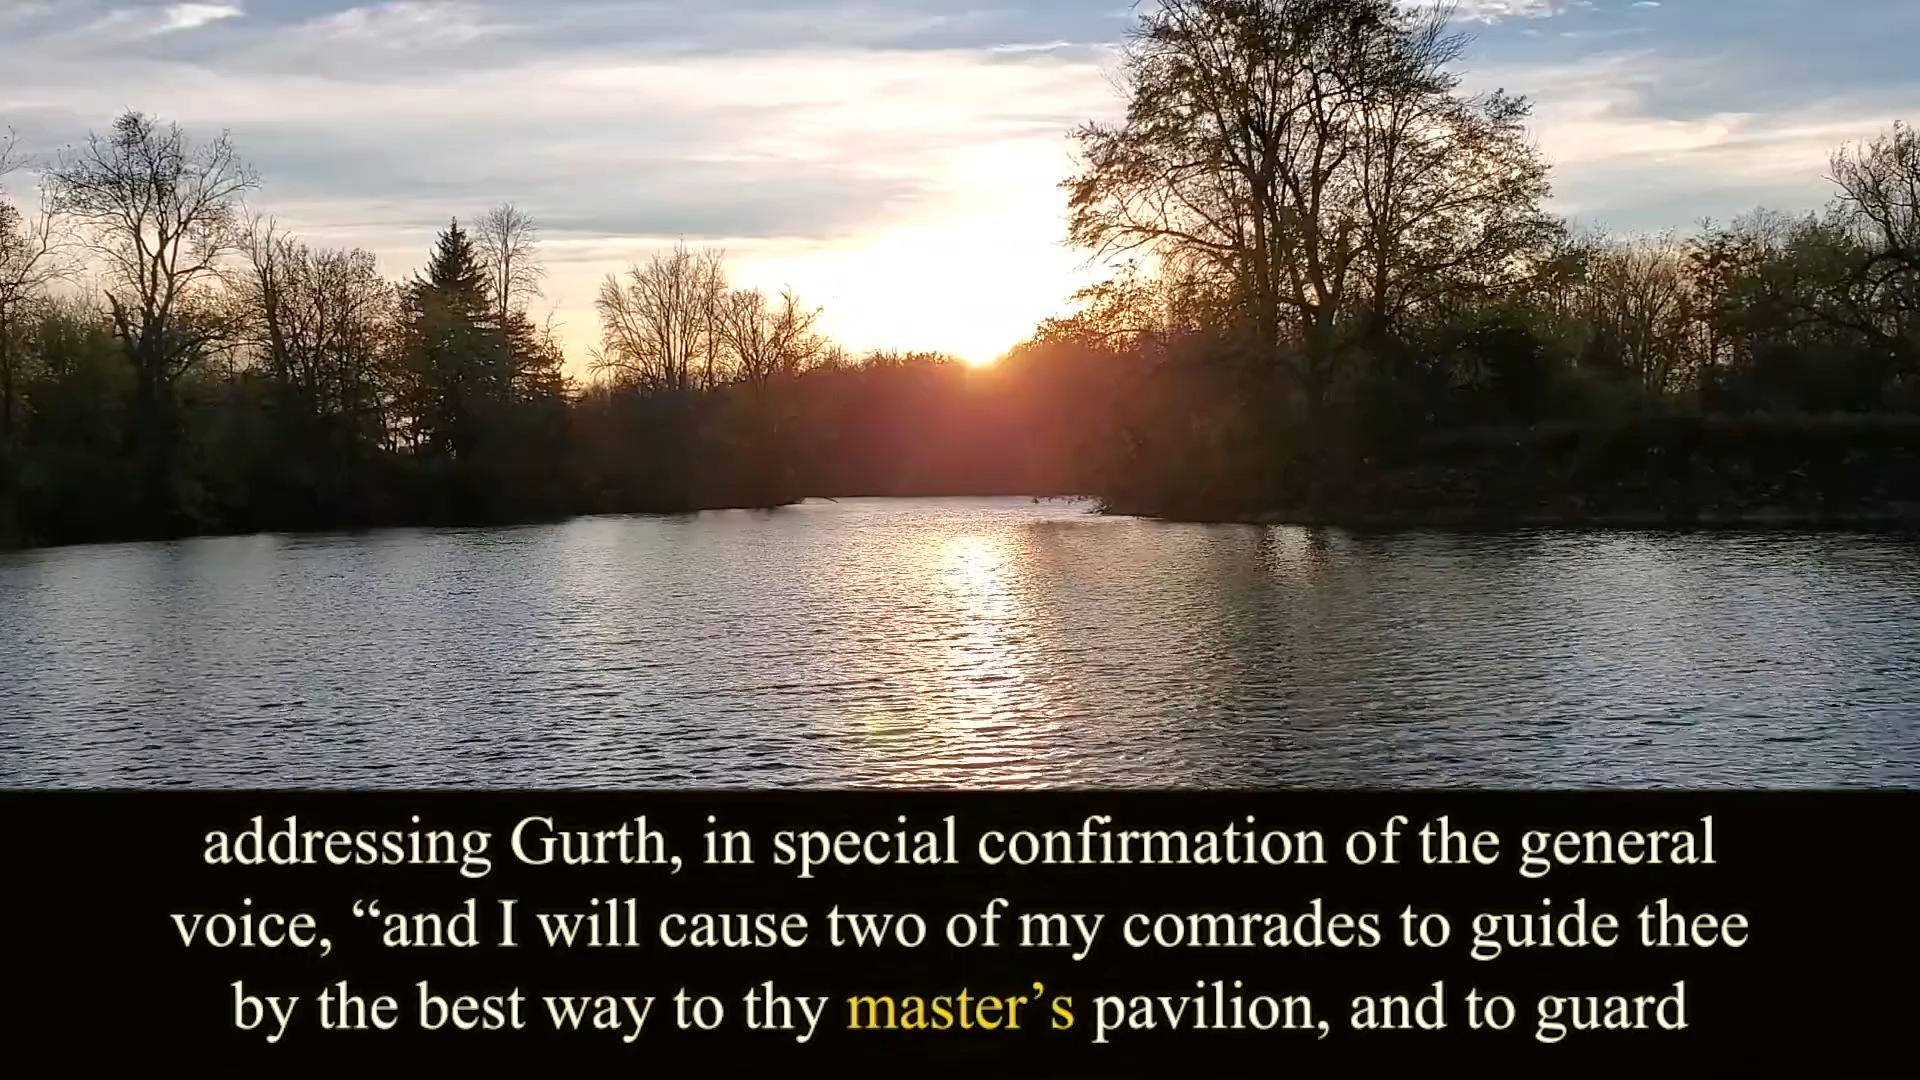 addressing Gurth, in special confirmation of the general
voice, “and I will cause two of my comrades to guide thee
by the best way to thy master’s pavilion, and to guard